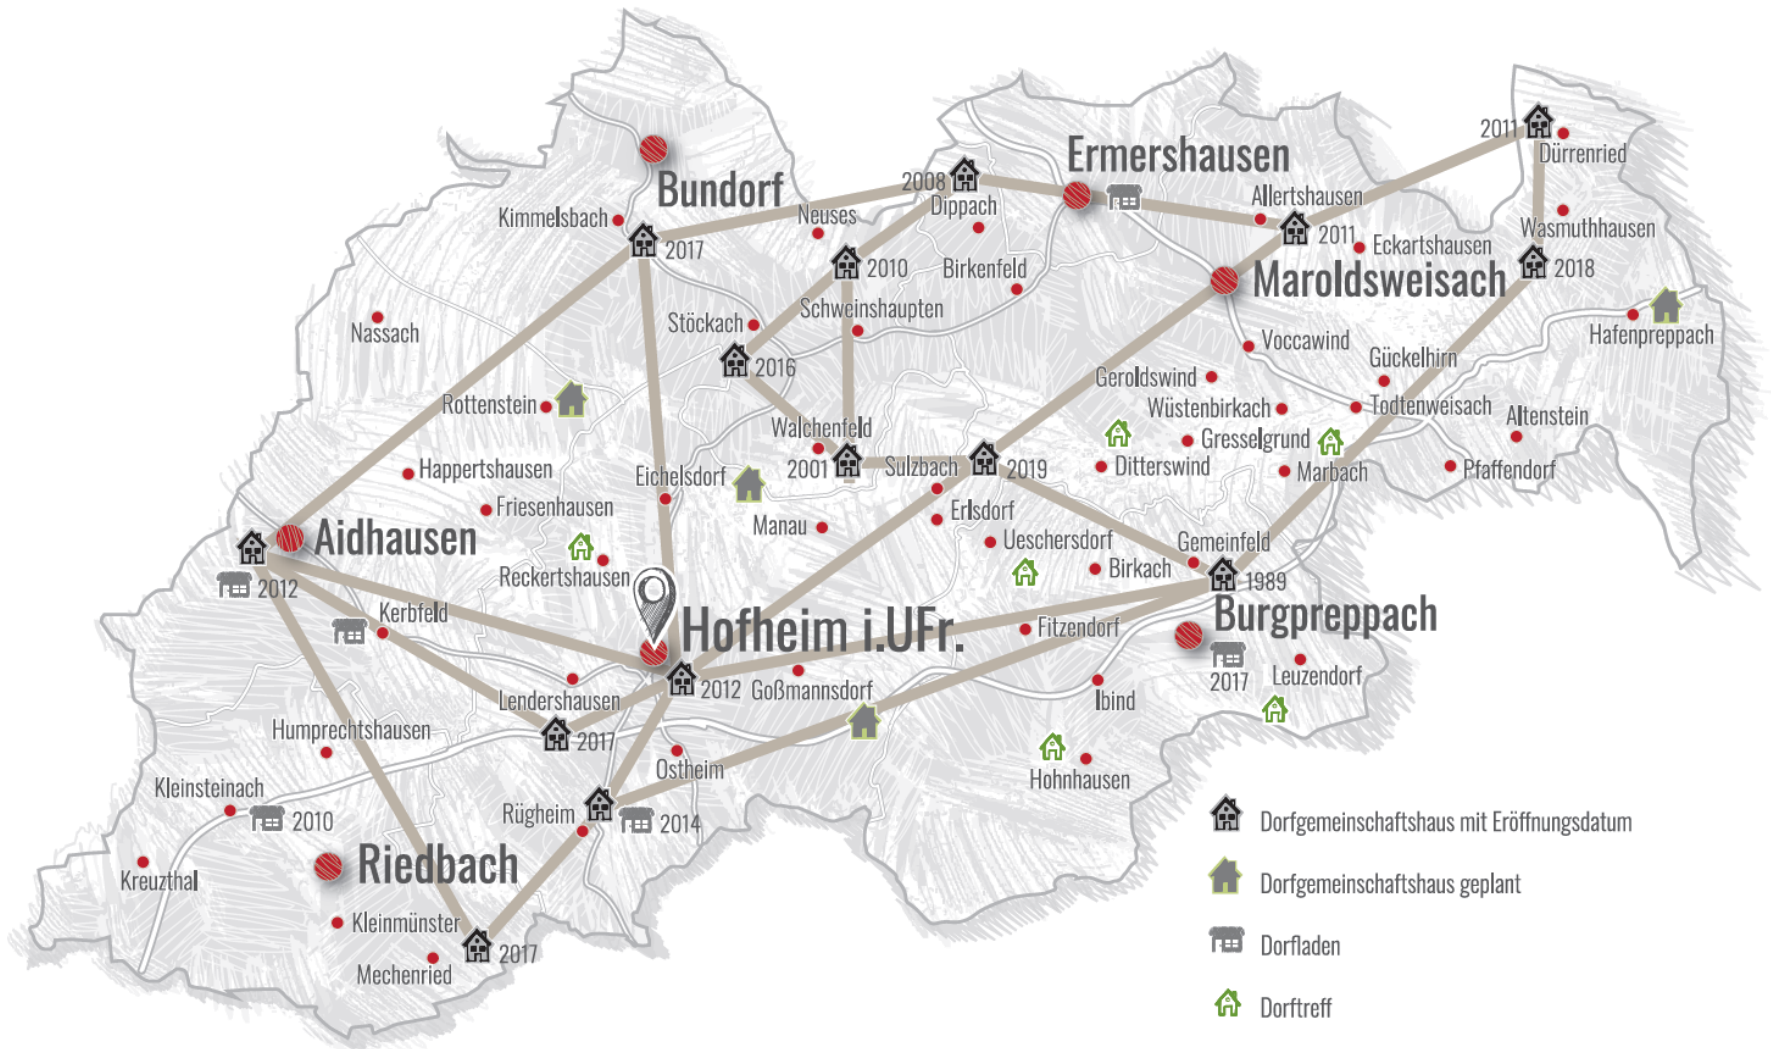 2011
Dürrenried
Ermershausen
Bundorf
2008
Dippach
Allertshausen
Kimmelsbach
Neuses
2017
2011
Eckartshausen
Wasmuthhausen
2018
2010
Birkenfeld
Maroldsweisach
Nassach
Stöckach
Schweinshaupten
Voccawind
Hafenpreppach
2016
Gückelhirn
Geroldswind
Rottenstein
Wüstenbirkach
Todtenweisach
Altenstein
Walchenfeld
Gresselgrund
Happertshausen
Eichelsdorf
2001
Sulzbach
2019
Ditterswind
Marbach
Pfaffendorf
Friesenhausen
Manau
Erlsdorf
Aidhausen
Ueschersdorf
Gemeinfeld
Reckertshausen
Birkach
2012
1989
Kerbfeld
Hofheim i.UFr.
Fitzendorf
Burgpreppach
Lendershausen
2012
Goßmannsdorf
Ibind
2017
Leuzendorf
Humprechtshausen
2017
Ostheim
Hohnhausen
Kleinsteinach
2010
Rügheim
2014
Dorfgemeinschaftshaus mit Eröffnungsdatum
Kreuzthal
Riedbach
Dorfgemeinschaftshaus geplant
Kleinmünster
2017
Dorfladen
Mechenried
Dorftreff